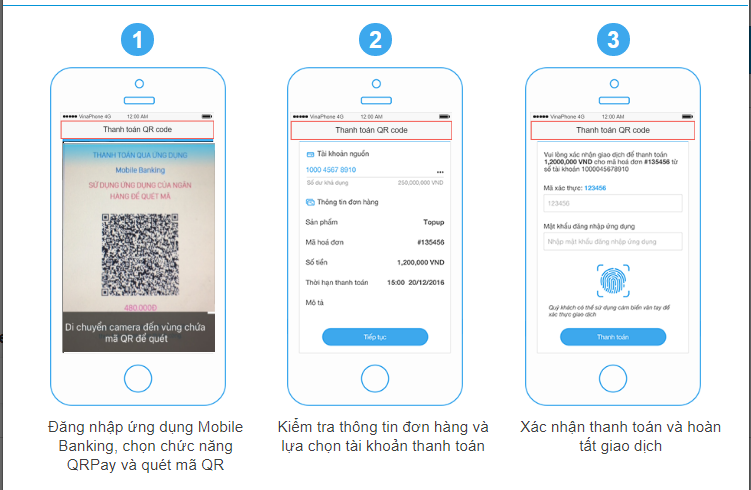 1
VinaPhone 4G 12:00 AM
Thanh toán QR code
THANH TOÁN QUA ỨNG DỤNG
Mobile Banking
SỬ DỤNG ỨNG DỤNG CỦA NGÂN
HÀNG ĐỂ QUÉT MÃ
480 000Đ
Di chuyển camera đến vùng chứa
mã QR để quét
Đăng nhập ứng dụng Mobile
Banking, chọn chức năng
QRPay và quét mã QR
2
VinaPhone 4G 12:00 AM
Thanh toán QR code
Tài khoản nguồn
1000 4567 8910
Số dư khả dụng 250,000,000 VND
Thông tin đơn hàng
Sản phẩm Topup
Mã hoá đơn #135456
Số tiền 1,200,000 VND
Thời hạn thanh toán 15:00 20/12/2016
Mô tả
Tiếp tục
Kiểm tra thông tin đơn hàng và
lựa chọn tài khoản thanh toán
3
VinaPhone 4G 12:00 AM
Thanh toán QR code
Vui lòng xác nhận giao dịch để thanh toán
1,2000,000 VND cho mã hoá đơn #135456 từ
số tài khoản 1000045678910
Mã xác thực: 123456
123456
Mật khẩu đăng nhập ứng dụng
Nhập mật khẩu đăng nhập ứng dụng
Quý khách có thể sử dụng cảm biến vân tay để
xác thực giao dịch
Thanh toán
Xác nhận thanh toán và hoàn
tất giao dịch